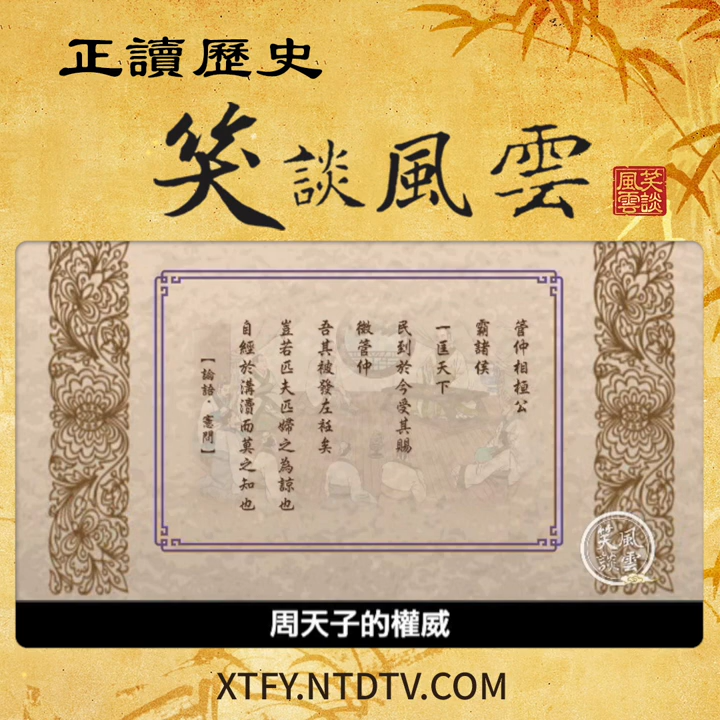 正讀歷史
笑談風雲
笑談風雲
管仲相桓公
霸諸侯
一匡天下
民到於今受其賜
微管仲
吾其被發左衽矣
豈若匹夫匹婦之為諒也
自經於溝瀆而莫之知也
【論語·憲問】
笑談風雲
周天子的權威
XTFY.NTDTV.COM